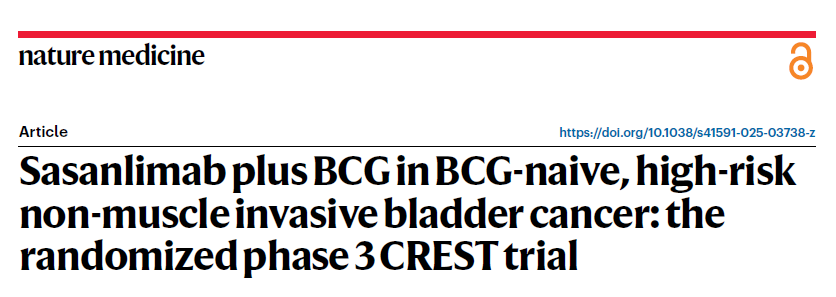 nature medicine
Article
https://doi.org/10.1038/s41591-025-03738-z
Sasanlimab plus BCG in BCG-naive, high-risk
non-muscle invasive bladder cancer: the
randomized phase 3 CREST trial